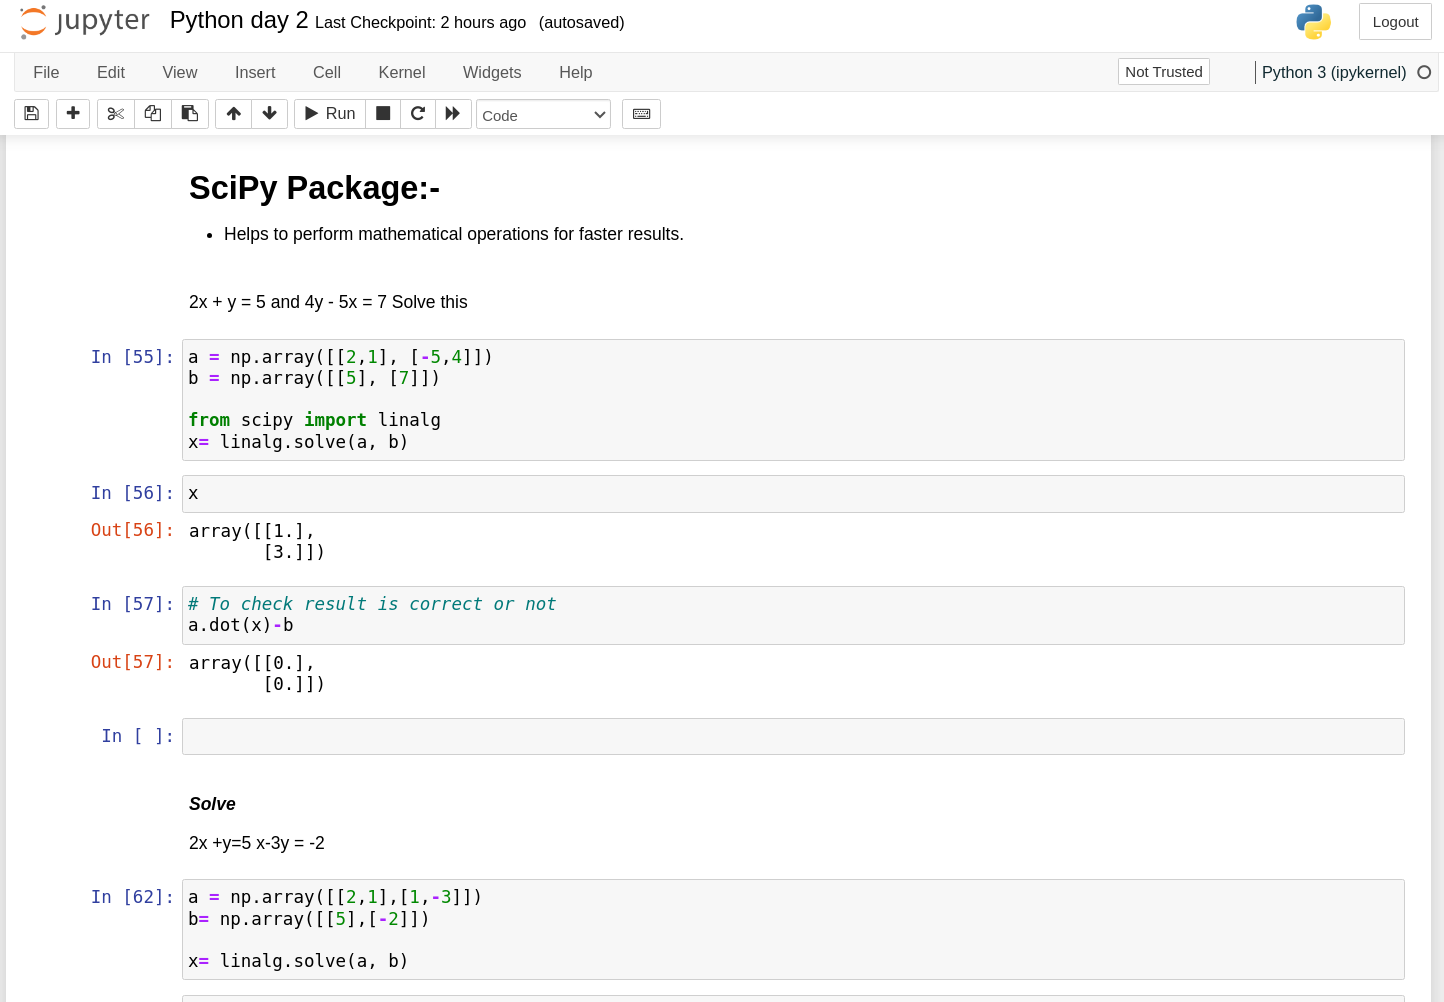 jupyter Python day 2 Last Checkpoint: 2 hours ago (autosaved) Logout
File Edit View Insert Cell Kernel Widgets Help Not Trusted Python 3 (ipykernel)
Run Code
SciPy Package:-
• Helps to perform mathematical operations for faster results.
2x + y = 5 and 4y - 5x = 7 Solve this
In [55]: a = np.array([[2,1], [-5,4]])
b = np.array([[5], [7]])
from scipy import linalg
x= linalg.solve(a, b)
In [56]: x
Out[56]: array([[1.],
[3.]])
In [57]: # To check result is correct or not
a.dot(x)-b
Out[57]: array([[0.],
[0.]])
In [ ]:
Solve
2x +y=5 x-3y = -2
In [62]: a = np.array([[2,1],[1,-3]])
b= np.array([[5],[-2]])
x= linalg.solve(a, b)